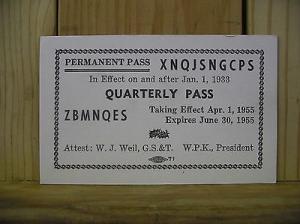 PERMANENT PASS XNQJSNGCPS
In Effect on and after Jan. 1, 1933
QUARTERLY PASS
ZBMNQES Taking Effect Apr. 1, 1955
Expires June 30, 1955
Attest: W. J. Weil, G.S.&T. W.P.K., President
71